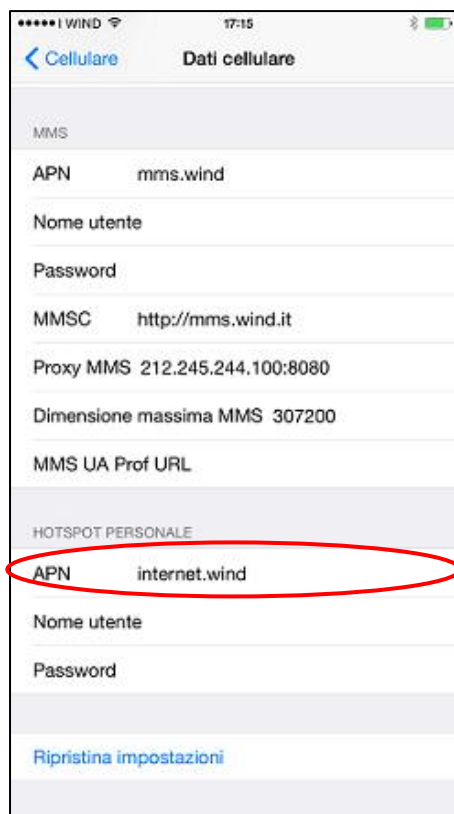 I WIND 17:15
Cellulare Dati cellulare
MMS
APN mms.wind
Nome utente
Password
MMSC http://mms.wind.it
Proxy MMS 212.245.244.100:8080
Dimensione massima MMS 307200
MMS UA Prof URL
HOTSPOT PERSONALE
APN internet.wind
Nome utente
Password
Ripristina impostazioni